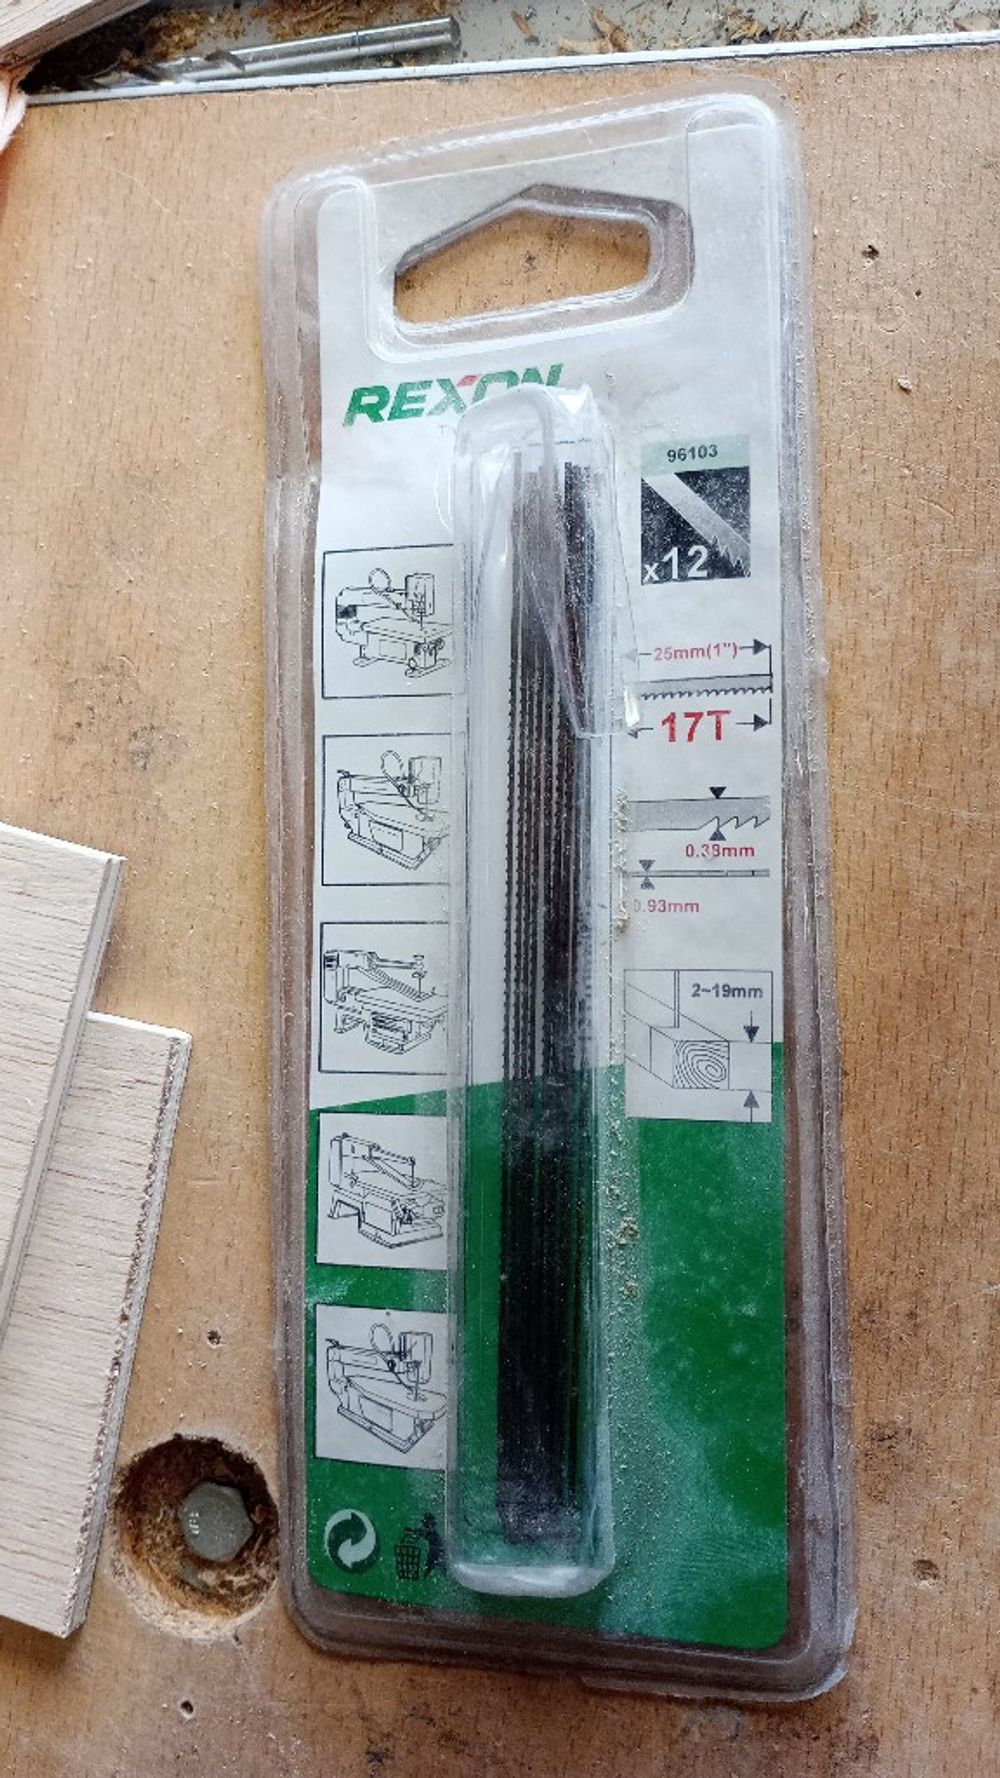 REXON
96103
x12
25mm(1")
17T
0.38mm
0.93mm
2~19mm